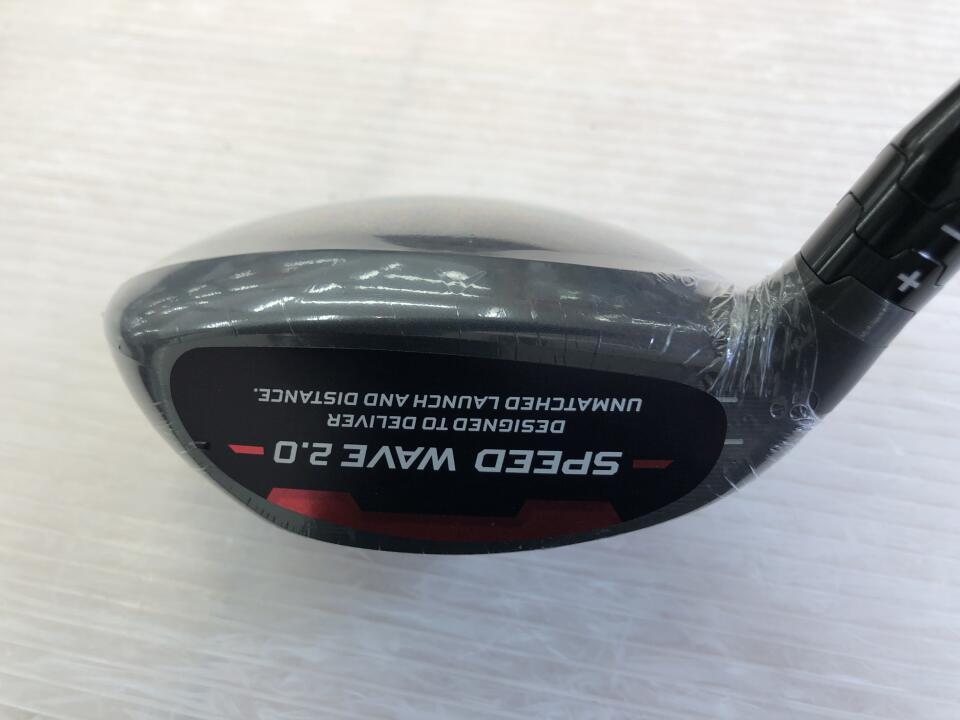 SPEED WAVE 2.0
DESIGNED TO DELIVER
UNMATCHED LAUNCH AND DISTANCE.
+